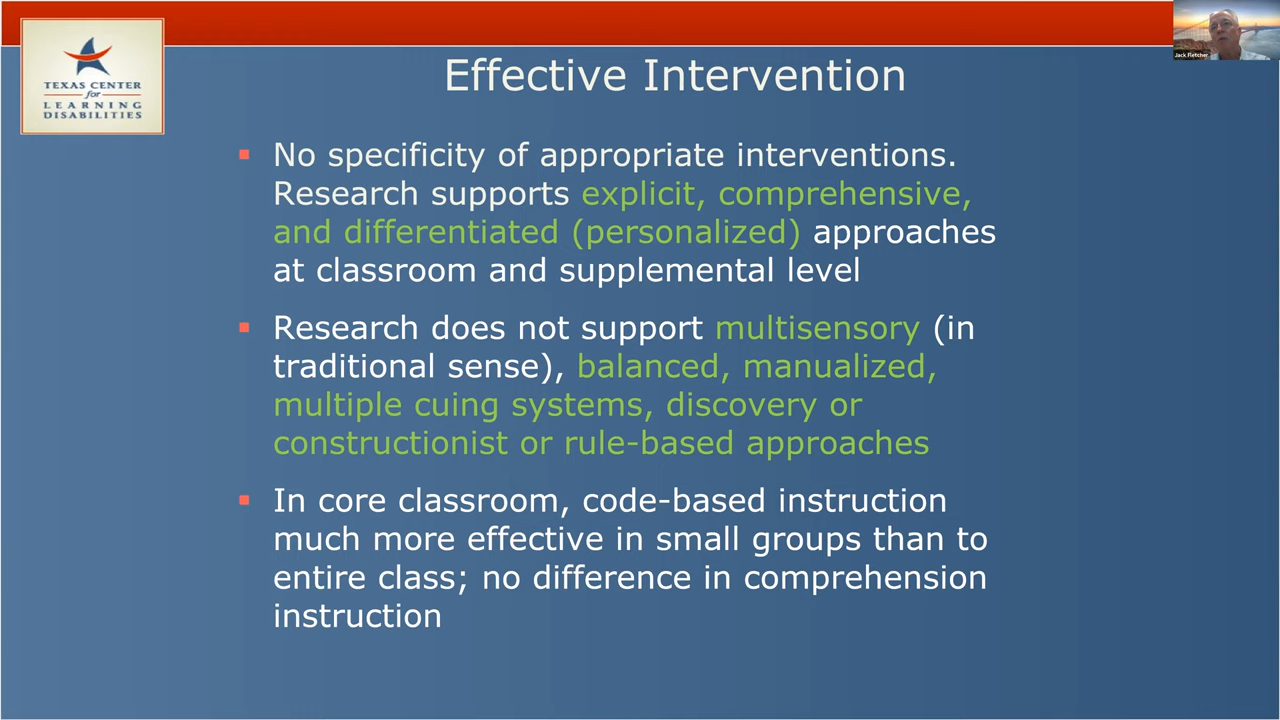 TEXAS CENTER
for
LEARNING
DISABILITIES
Jack Fletcher
Effective Intervention
No specificity of appropriate interventions.
Research supports explicit, comprehensive,
and differentiated (personalized) approaches
at classroom and supplemental level
Research does not support multisensory (in
traditional sense), balanced, manualized,
multiple cuing systems, discovery or
constructionist or rule-based approaches
In core classroom, code-based instruction
much more effective in small groups than to
entire class; no difference in comprehension
instruction